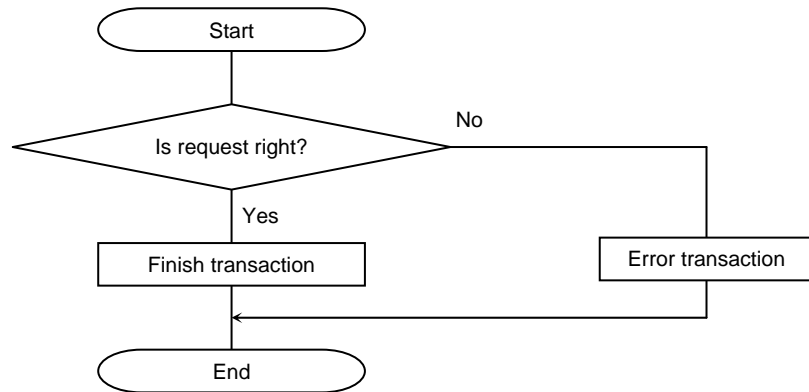 Start
No
Is request right?
Yes
Finish transaction
Error transaction
End